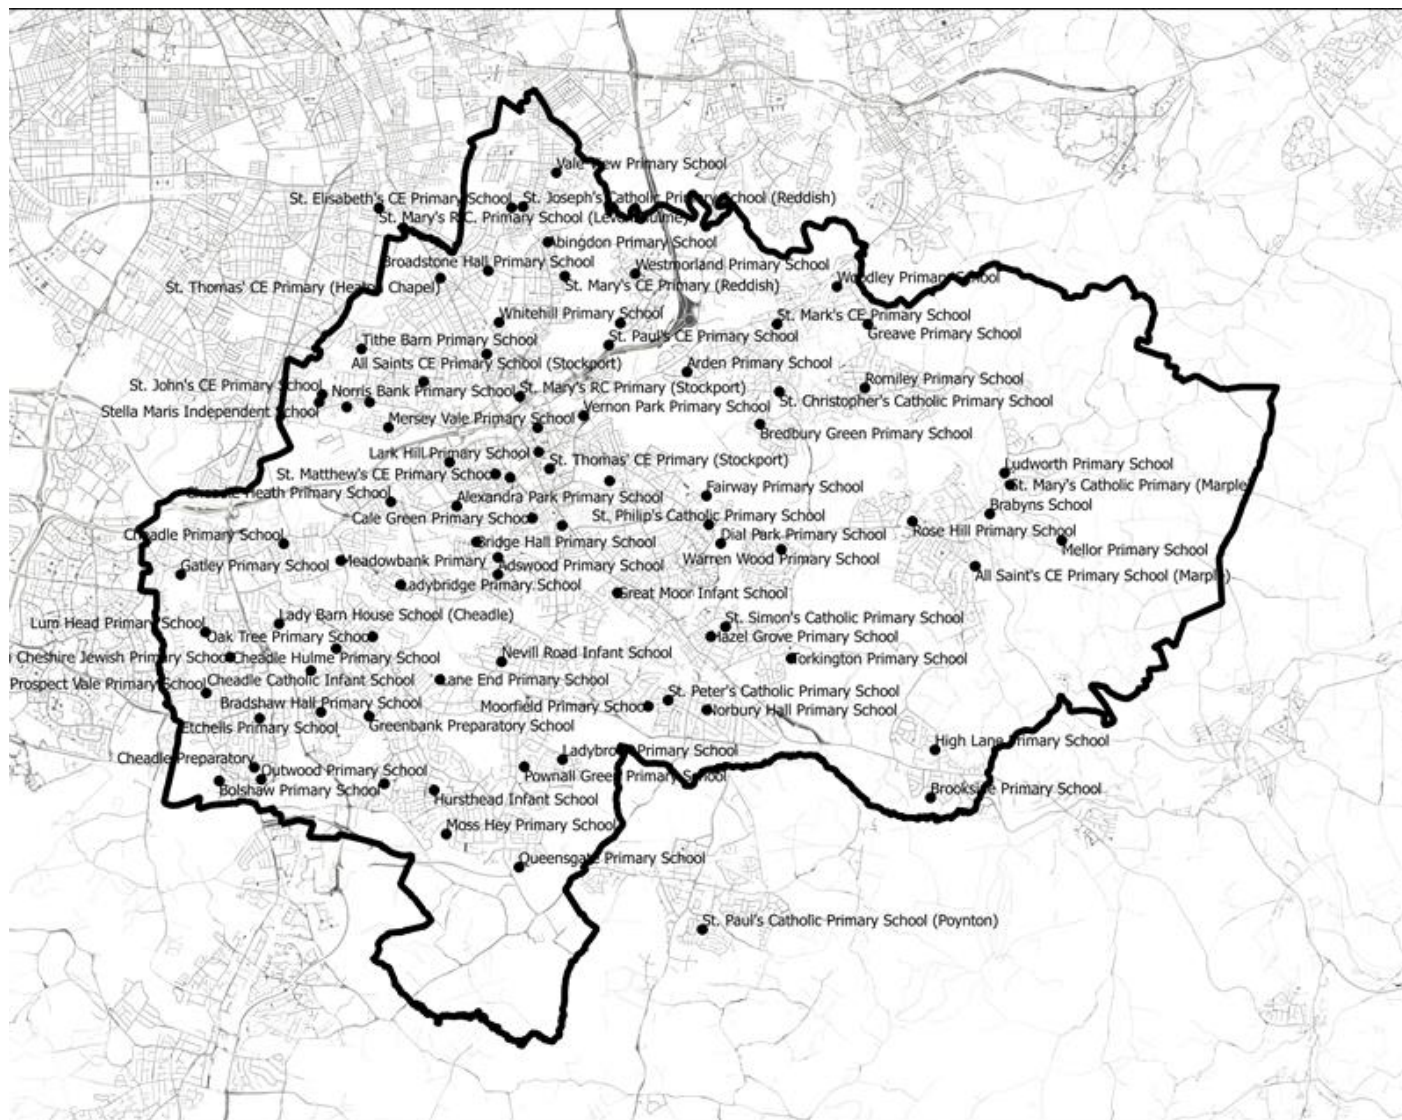 Vale View Primary School
St. Elisabeth's CE Primary School
St. Joseph's Catholic Primary School (Reddish)
St. Mary's R.C. Primary School (Levenshulme)
Abingdon Primary School
Broadstone Hall Primary School
Westmorland Primary School
Woodley Primary School
St. Thomas' CE Primary (Heaton Chapel)
St. Mary's CE Primary (Reddish)
Whitehill Primary School
St. Mark's CE Primary School
Greave Primary School
Tithe Barn Primary School
St. Paul's CE Primary School
All Saints CE Primary School (Stockport)
Arden Primary School
St. John's CE Primary School
Norris Bank Primary School
St. Mary's RC Primary (Stockport)
Romiley Primary School
St. Christopher's Catholic Primary School
Stella Maris Independent School
Vernon Park Primary School
Mersey Vale Primary School
Bredbury Green Primary School
Lark Hill Primary School
St. Thomas' CE Primary (Stockport)
Ludworth Primary School
St. Matthew's CE Primary School
St. Mary's Catholic Primary (Marple)
Cheadle Heath Primary School
Alexandra Park Primary School
Fairway Primary School
Brabyns School
Cale Green Primary School
St. Philip's Catholic Primary School
Rose Hill Primary School
Cheadle Primary School
Bridge Hall Primary School
Dial Park Primary School
Mellor Primary School
Gatley Primary School
Meadowbank Primary
Adswood Primary School
Warren Wood Primary School
All Saint's CE Primary School (Marple)
Ladybridge Primary School
Great Moor Infant School
Lum Head Primary School
Lady Barn House School (Cheadle)
St. Simon's Catholic Primary School
Oak Tree Primary School
Hazel Grove Primary School
Cheshire Jewish Primary School
Cheadle Hulme Primary School
Nevill Road Infant School
Torkington Primary School
Prospect Vale Primary School
Cheadle Catholic Infant School
Lane End Primary School
St. Peter's Catholic Primary School
Bradshaw Hall Primary School
Moorfield Primary School
Norbury Hall Primary School
Etchells Primary School
Greenbank Preparatory School
High Lane Primary School
Cheadle Preparatory
Ladybrook Primary School
Outwood Primary School
Pownall Green Primary School
Bolshaw Primary School
Hursthead Infant School
Brookside Primary School
Moss Hey Primary School
Queensgate Primary School
St. Paul's Catholic Primary School (Poynton)